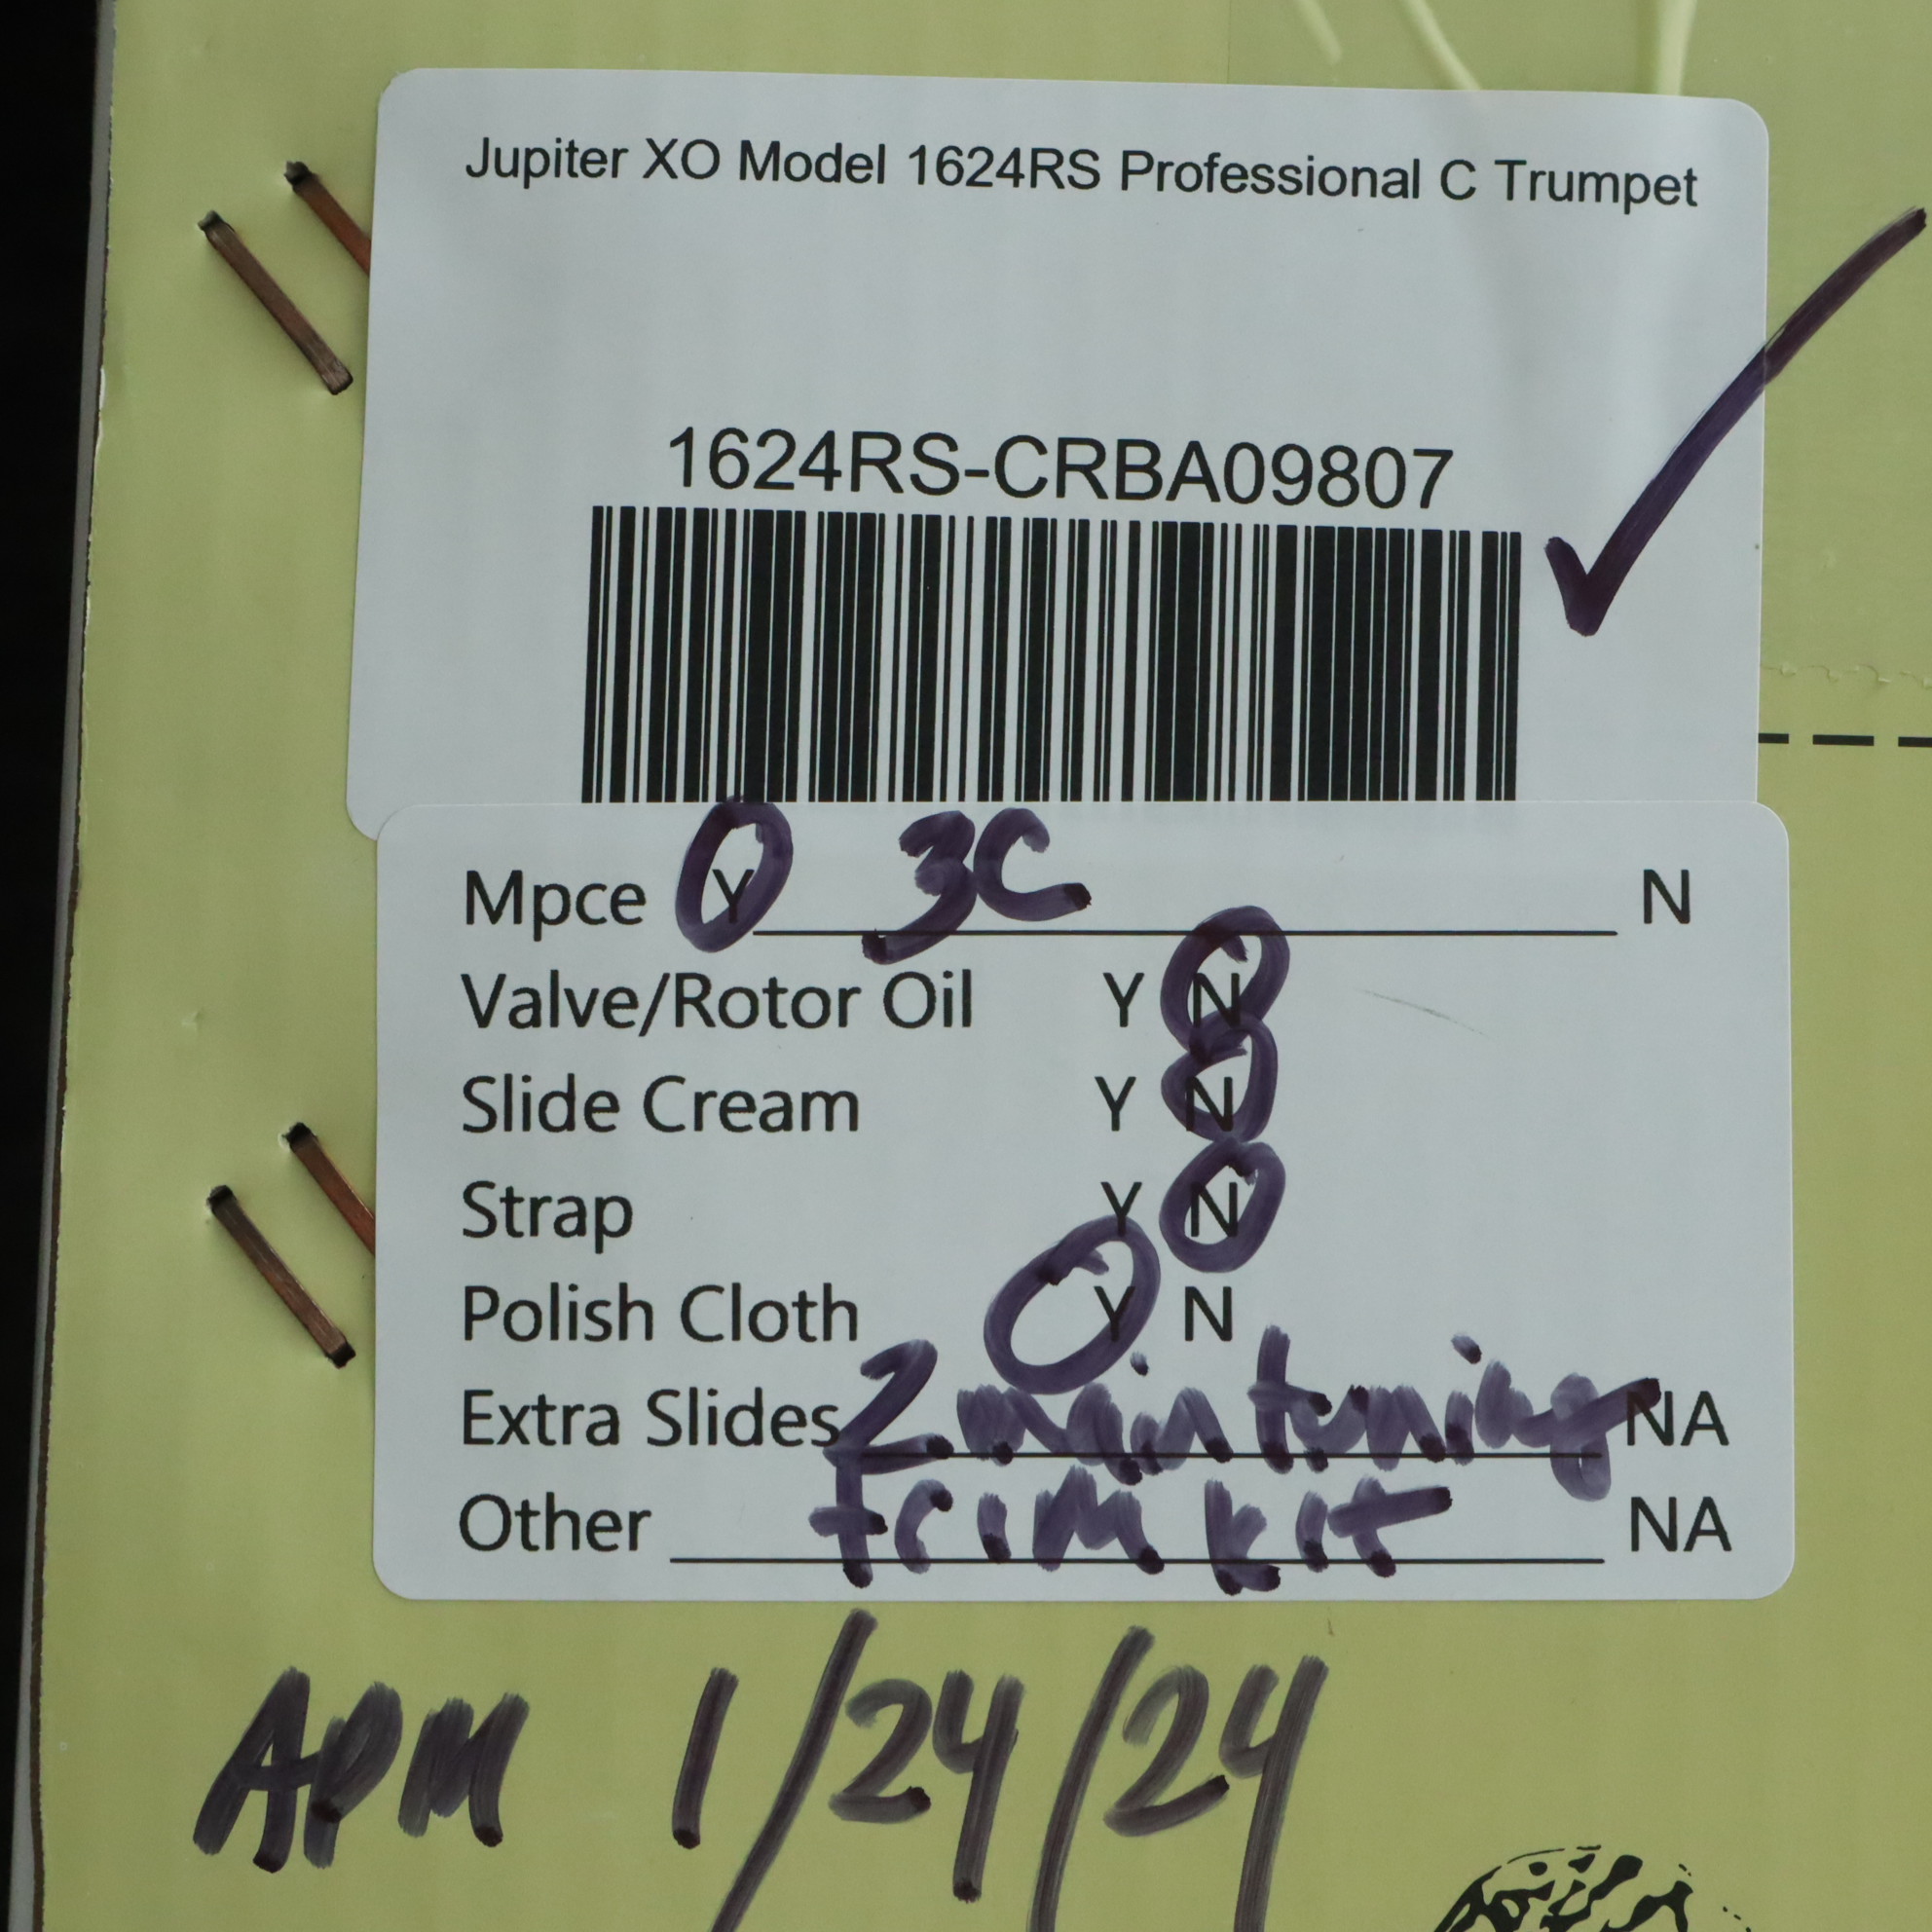 Jupiter XO Model 1624RS Professional C Trumpet
1624RS-CRBA09807
Mpce Y 3C N
Valve/Rotor Oil Y N
Slide Cream Y N
Strap Y N
Polish Cloth Y N
Extra Slides 2 main tuning NA
Other trim kit NA
APM 1/24/24